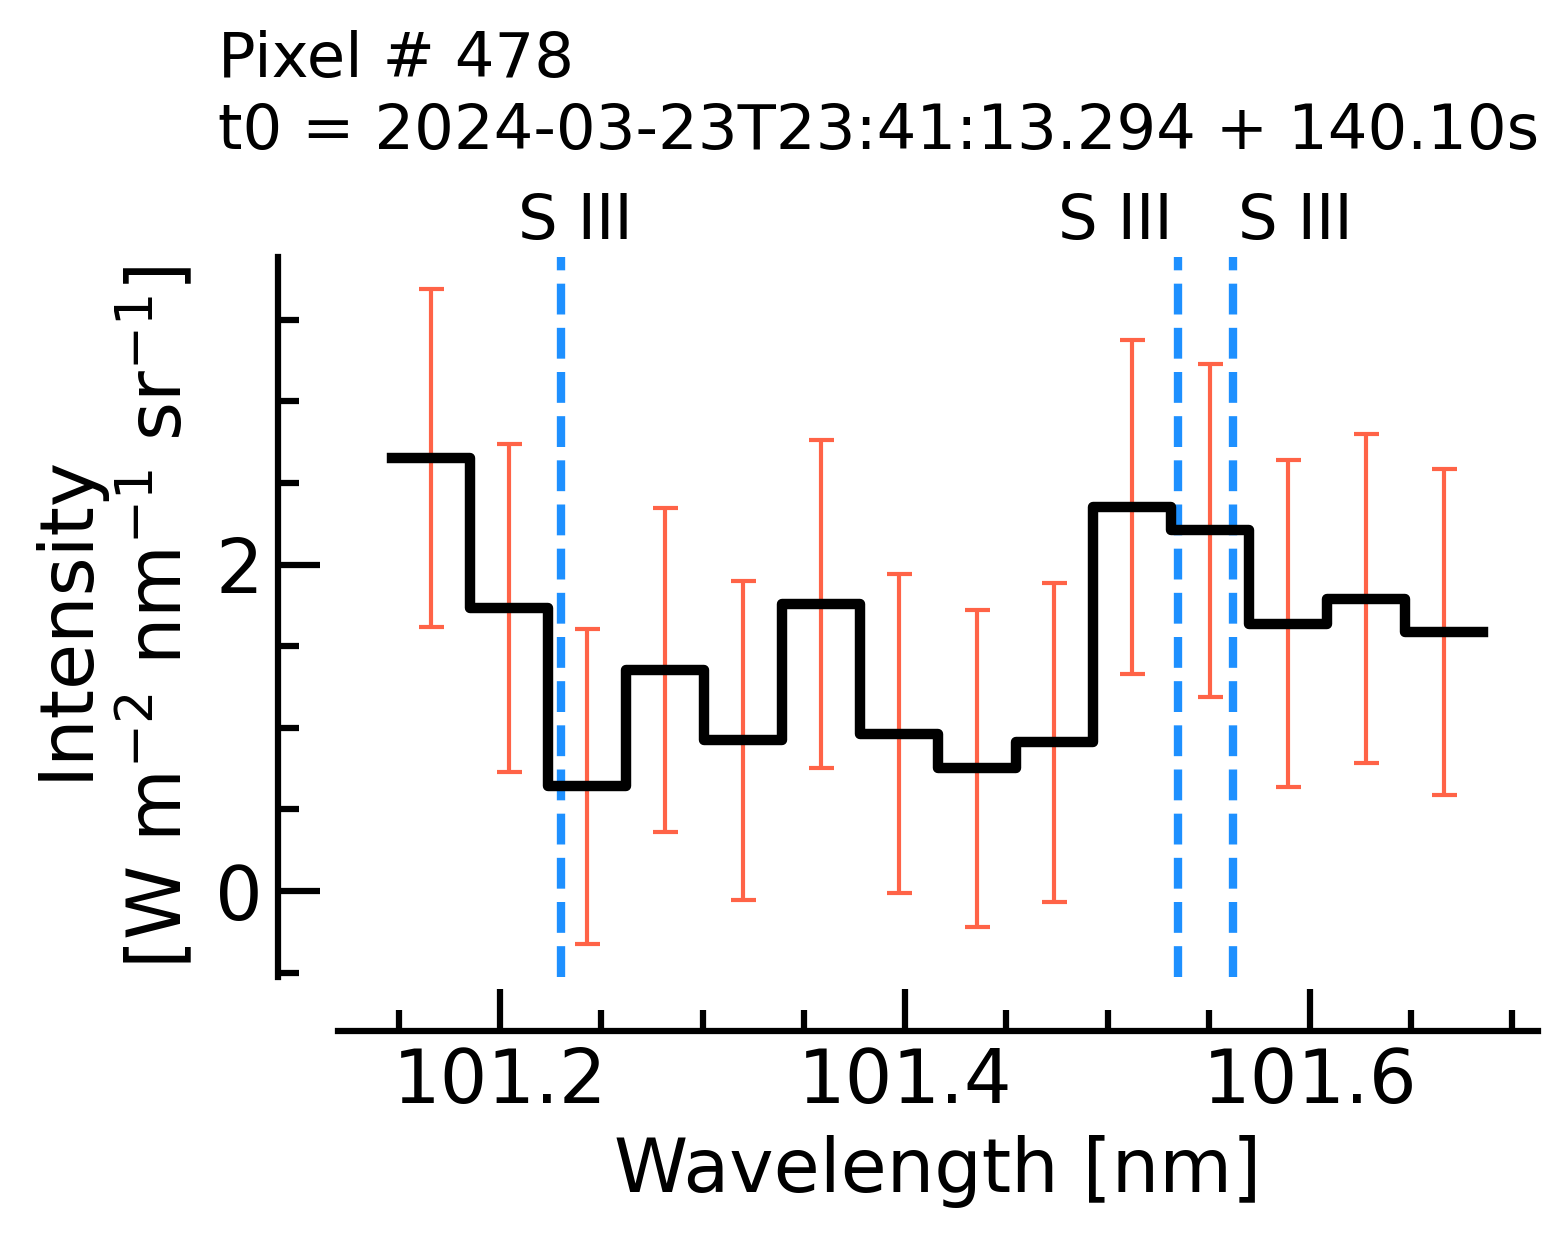 Pixel # 478
t0 = 2024-03-23T23:41:13.294 + 140.10s
S III S III S III
Intensity
[W m⁻² nm⁻¹ sr⁻¹]
2
0
101.2 101.4 101.6
Wavelength [nm]